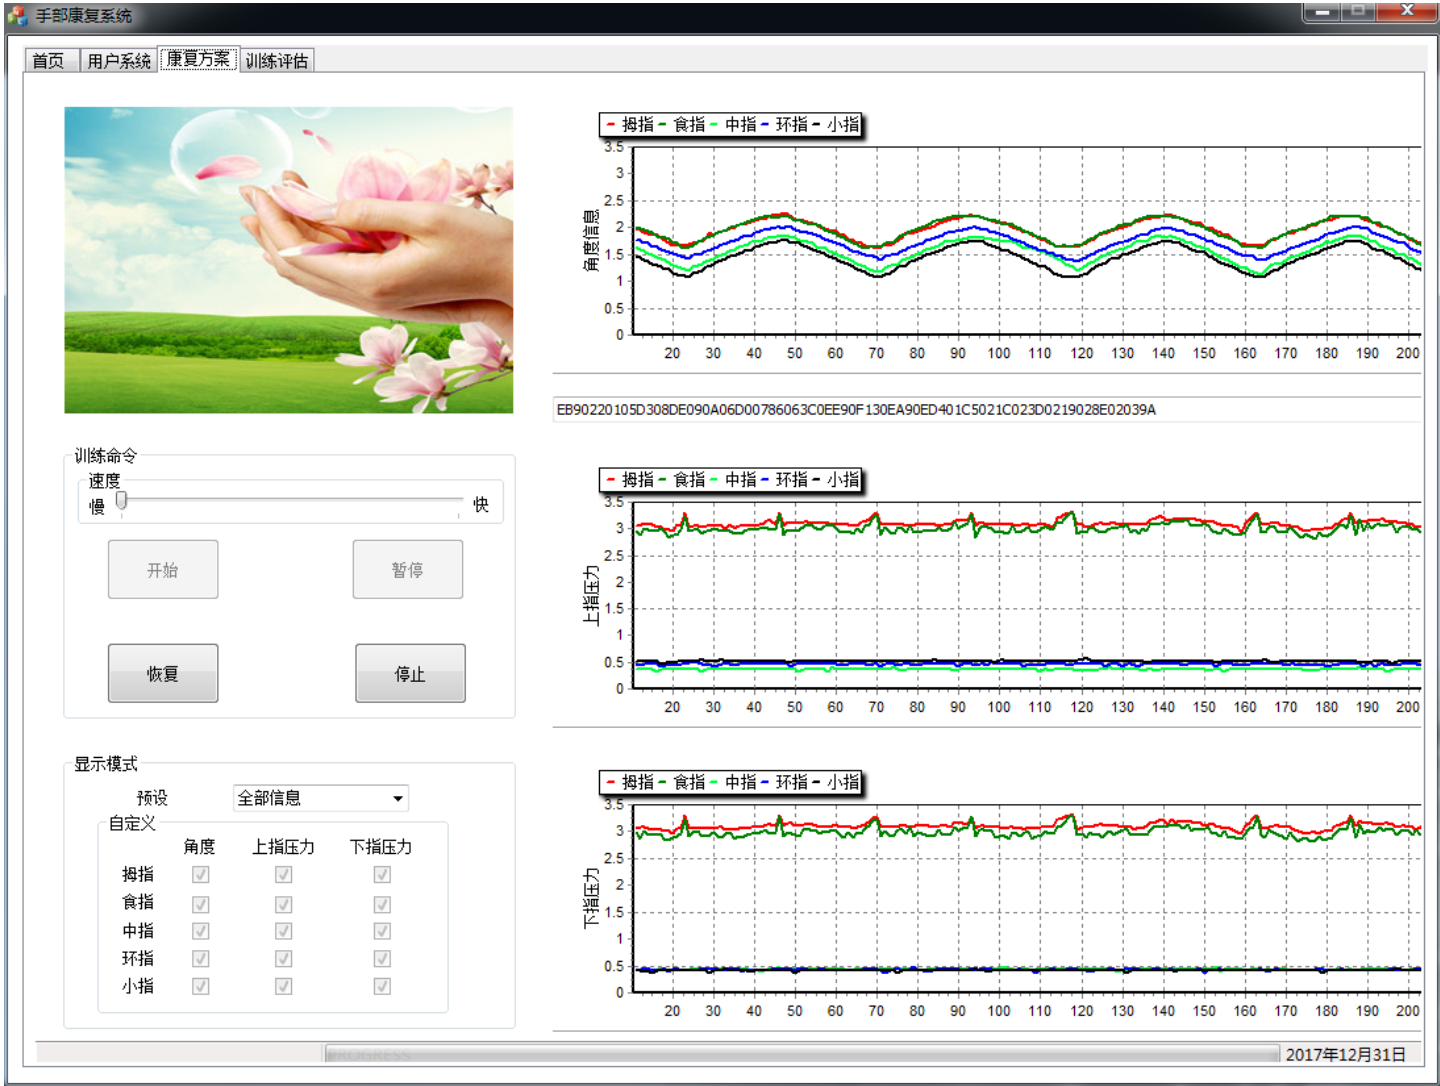 手部康复系统
首页 用户系统 康复方案 训练评估
拇指 食指 中指 环指 小指
角度信息
3.5
3
2.5
2
1.5
1
0.5
0
20 30 40 50 60 70 80 90 100 110 120 130 140 150 160 170 180 190 200
EB90220105D308DE090A06D00786063C0EE90F130EA90ED401C5021C023D0219028E02039A
训练命令
速度
慢 快
开始 暂停
恢复 停止
拇指 食指 中指 环指 小指
上指压力
3.5
3
2.5
2
1.5
1
0.5
0
20 30 40 50 60 70 80 90 100 110 120 130 140 150 160 170 180 190 200
显示模式
预设 全部信息
自定义
角度 上指压力 下指压力
拇指
食指
中指
环指
小指
拇指 食指 中指 环指 小指
下指压力
3.5
3
2.5
2
1.5
1
0.5
0
20 30 40 50 60 70 80 90 100 110 120 130 140 150 160 170 180 190 200
PROGRESS
2017年12月31日